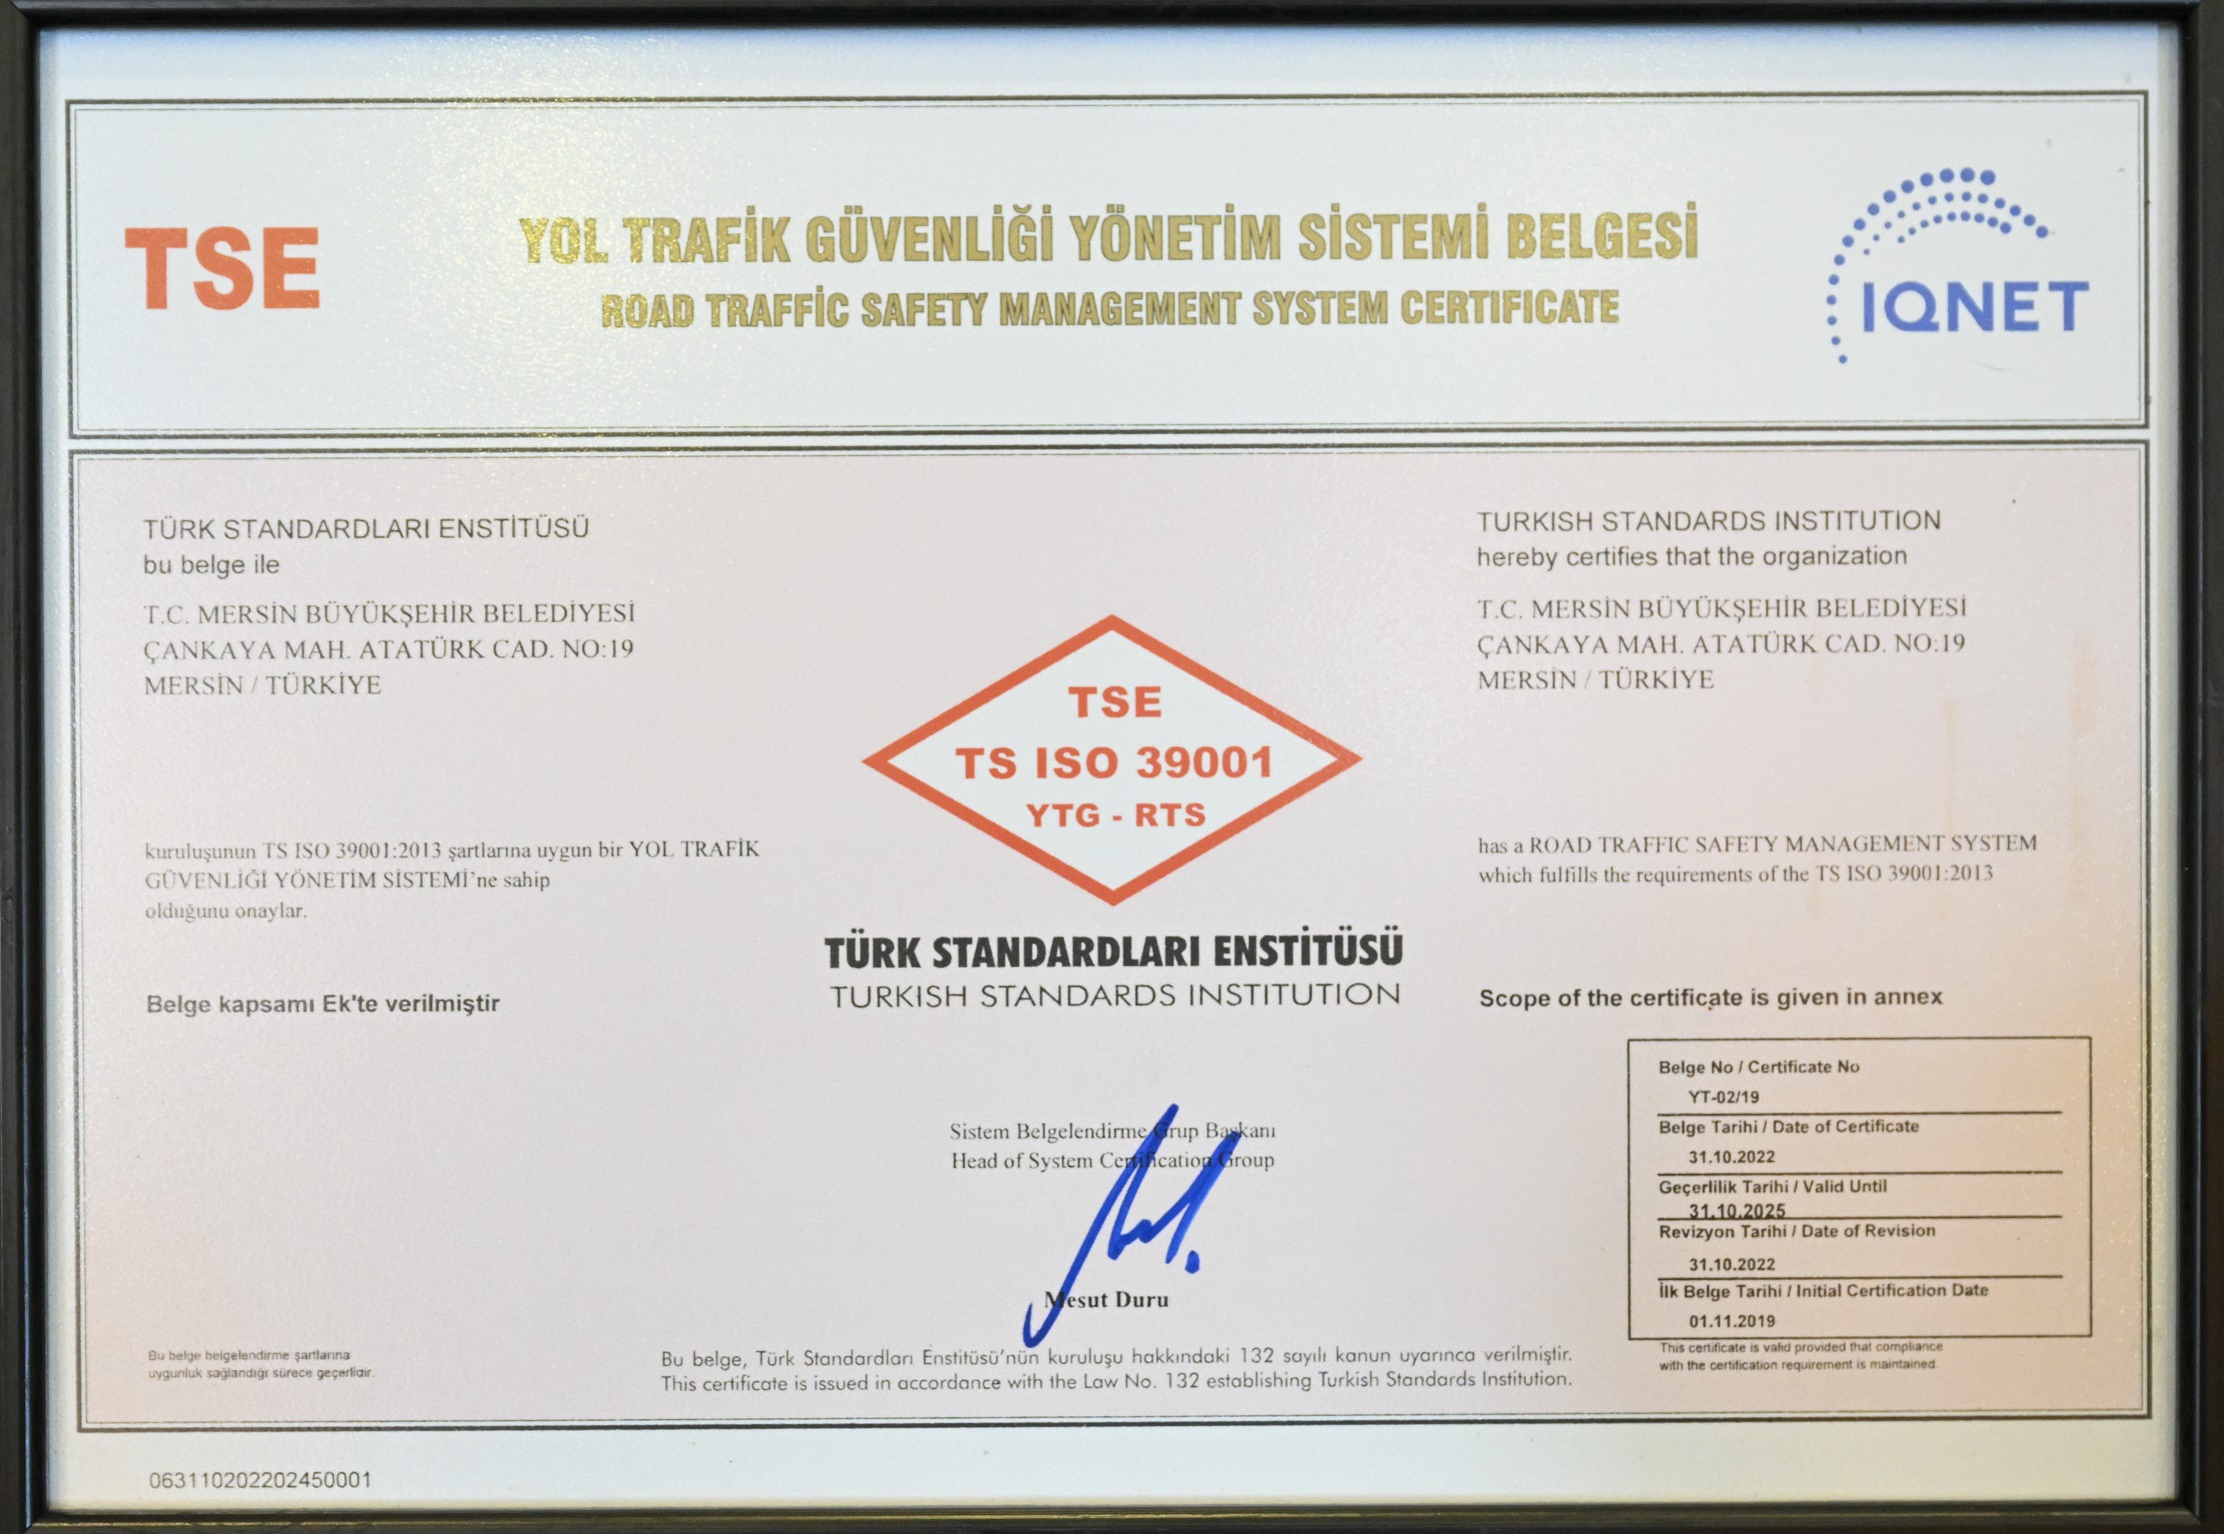 TSE
YOL TRAFİK GÜVENLİĞİ YÖNETİM SİSTEMİ BELGESİ
ROAD TRAFFİC SAFETY MANAGEMENT SYSTEM CERTIFICATE
IQNET
TÜRK STANDARDLARI ENSTİTÜSÜ
bu belge ile
T.C. MERSİN BÜYÜKŞEHİR BELEDİYESİ
ÇANKAYA MAH. ATATÜRK CAD. NO:19
MERSİN / TÜRKİYE
kuruluşunun TS ISO 39001:2013 şartlarına uygun bir YOL TRAFİK
GÜVENLİĞİ YÖNETİM SİSTEMİ'ne sahip
olduğunu onaylar.
Belge kapsamı Ek'te verilmiştir
TSE
TS ISO 39001
YTG - RTS
TÜRK STANDARDLARI ENSTİTÜSÜ
TURKISH STANDARDS INSTITUTION
TURKISH STANDARDS INSTITUTION
hereby certifies that the organization
T.C. MERSİN BÜYÜKŞEHİR BELEDİYESİ
ÇANKAYA MAH. ATATÜRK CAD. NO:19
MERSİN / TÜRKİYE
has a ROAD TRAFFIC SAFETY MANAGEMENT SYSTEM
which fulfills the requirements of the TS ISO 39001:2013
Scope of the certificate is given in annex
Sistem Belgelendirme Grup Başkanı
Head of System Certification Group
Mesut Duru
Belge No / Certificate No
YT-02/19
Belge Tarihi / Date of Certificate
31.10.2022
Geçerlilik Tarihi / Valid Until
31.10.2025
Revizyon Tarihi / Date of Revision
31.10.2022
İlk Belge Tarihi / Initial Certification Date
01.11.2019
Bu belge belgelendirme şartlarına
uygunluk sağlandığı sürece geçerlidir.
Bu belge, Türk Standardları Enstitüsü'nün kuruluşu hakkındaki 132 sayılı kanun uyarınca verilmiştir.
This certificate is issued in accordance with the Law No. 132 establishing Turkish Standards Institution.
This certificate is valid provided that compliance
with the certification requirement is maintained.
063110202202450001